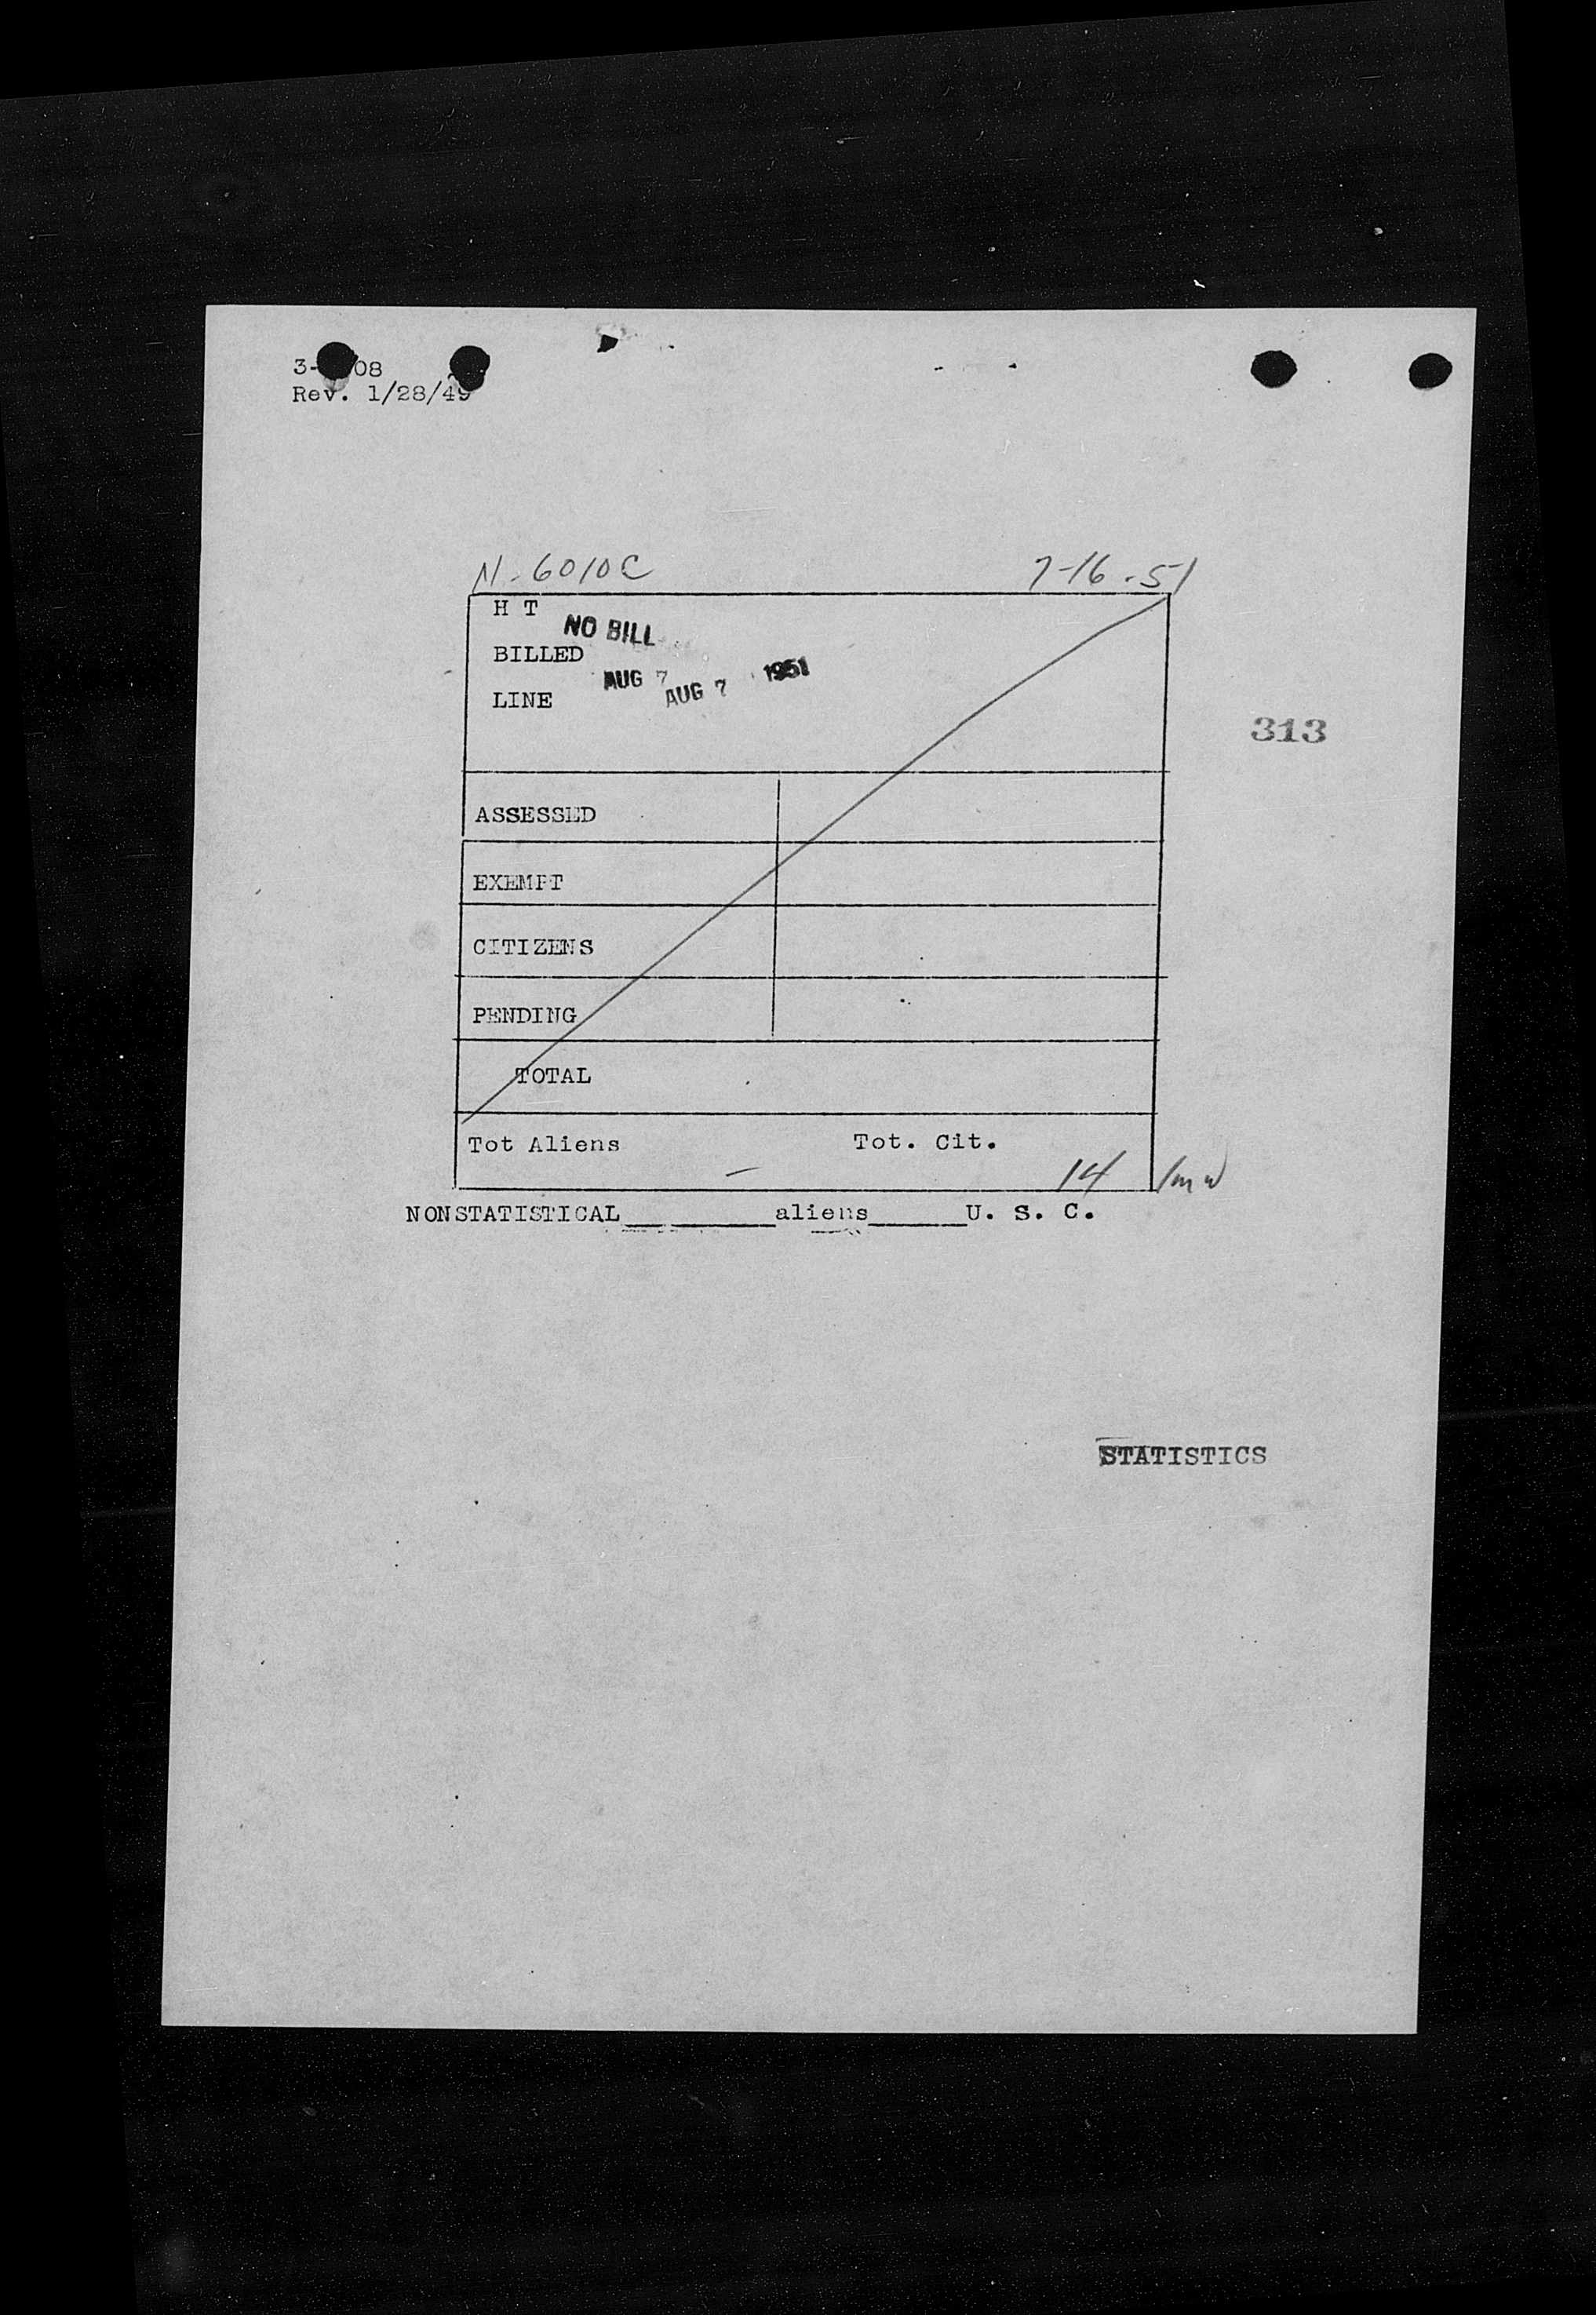 08
Rev. 1/28/49
N-6010C 7-16-51
H T
NO BILL
BILLED
AUG 7 AUG 7 1951
LINE
313
ASSESSED
EXEMPT
CITIZENS
PENDING
TOTAL
Tot Aliens Tot. Cit.
– 14
NONSTATISTICAL aliens U. S. C.
STATISTICS